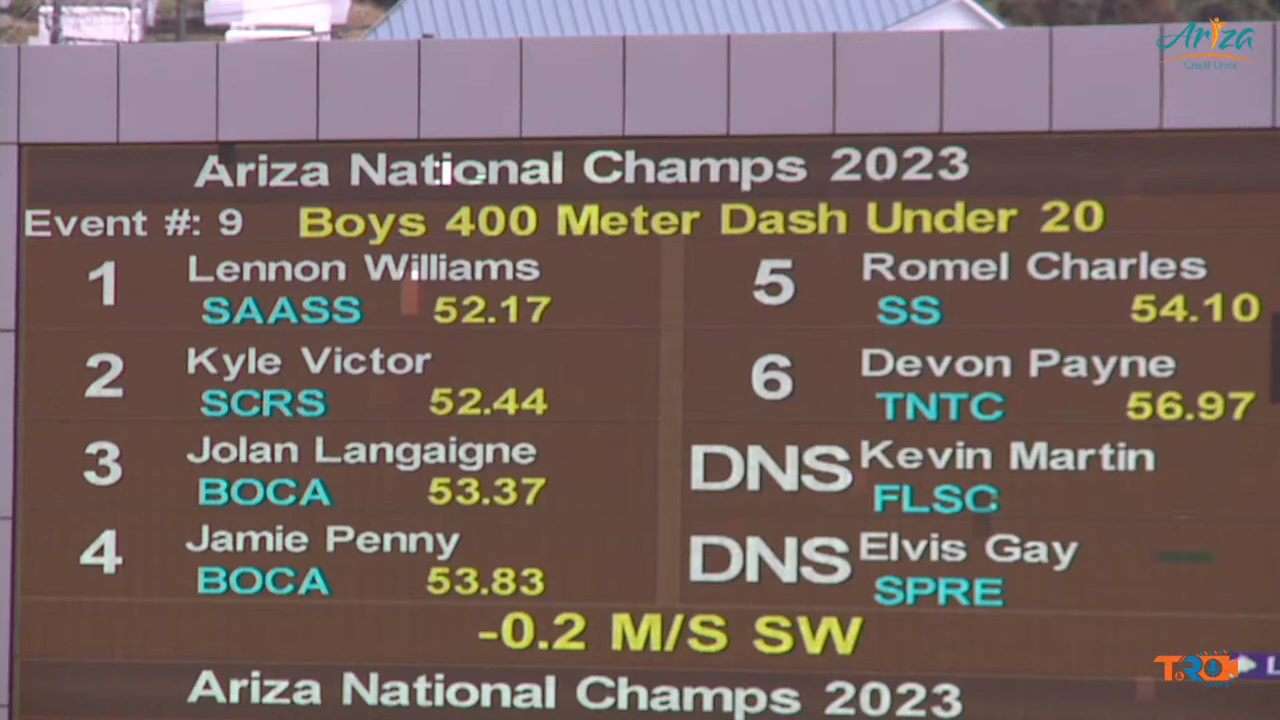 Ariza
Credit Union
Ariza National Champs 2023
Event #: 9 Boys 400 Meter Dash Under 20
1 Lennon Williams
SAASS 52.17
2 Kyle Victor
SCRS 52.44
3 Jolan Langaigne
BOCA 53.37
4 Jamie Penny
BOCA 53.83
5 Romel Charles
SS 54.10
6 Devon Payne
TNTC 56.97
DNS Kevin Martin
FLSC
DNS Elvis Gay
SPRE
-0.2 M/S SW
Ariza National Champs 2023